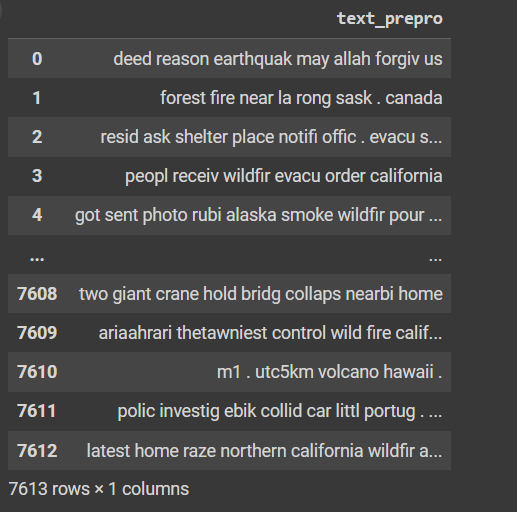 text_prepro
0 deed reason earthquak may allah forgiv us
1 forest fire near la rong sask . canada
2 resid ask shelter place notifi offic . evacu s...
3 peopl receiv wildfir evacu order california
4 got sent photo rubi alaska smoke wildfir pour ...
... ...
7608 two giant crane hold bridg collaps nearbi home
7609 ariaahrari thetawniest control wild fire calif...
7610 m1 . utc5km volcano hawaii .
7611 polic investig ebik collid car littl portug . ...
7612 latest home raze northern california wildfir a...
7613 rows × 1 columns